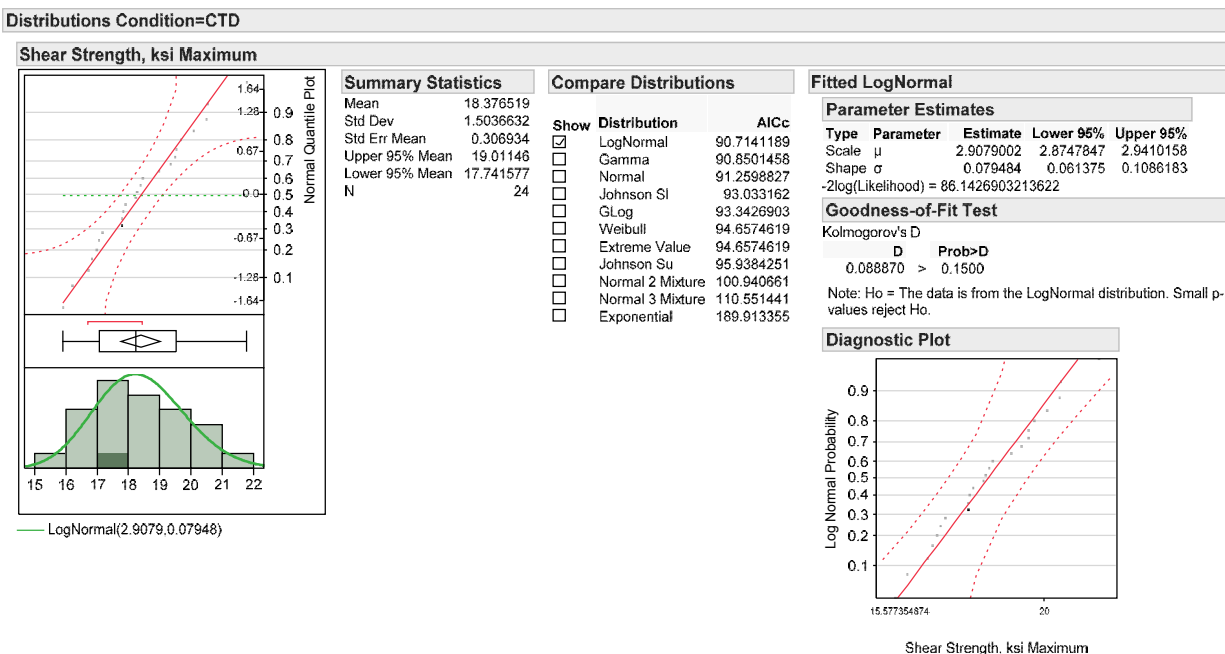 Distributions Condition=CTD
Shear Strength, ksi Maximum
1.64
1.28
0.67
0.0
-0.67
-1.28
-1.64
0.9
0.8
0.7
0.6
0.5
0.4
0.3
0.2
0.1
Normal Quantile Plot
15 16 17 18 19 20 21 22
LogNormal(2.9079,0.07948)
Summary Statistics
Mean 18.376519
Std Dev 1.5036632
Std Err Mean 0.306934
Upper 95% Mean 19.01146
Lower 95% Mean 17.741577
N 24
Compare Distributions
Show Distribution AICc
LogNormal 90.7141189
Gamma 90.8501458
Normal 91.2598827
Johnson Sl 93.033162
GLog 93.3426903
Weibull 94.6574619
Extreme Value 94.6574619
Johnson Su 95.9384251
Normal 2 Mixture 100.940661
Normal 3 Mixture 110.551441
Exponential 189.913355
Fitted LogNormal
Parameter Estimates
Type Parameter Estimate Lower 95% Upper 95%
Scale μ 2.9079002 2.8747847 2.9410158
Shape σ 0.079484 0.061375 0.1086183
-2log(Likelihood) = 86.1426903213622
Goodness-of-Fit Test
Kolmogorov's D
D Prob>D
0.088870 > 0.1500
Note: Ho = The data is from the LogNormal distribution. Small p-
values reject Ho.
Diagnostic Plot
Log Normal Probability
0.9
0.8
0.7
0.6
0.5
0.4
0.3
0.2
0.1
15.577354874 20
Shear Strength, ksi Maximum